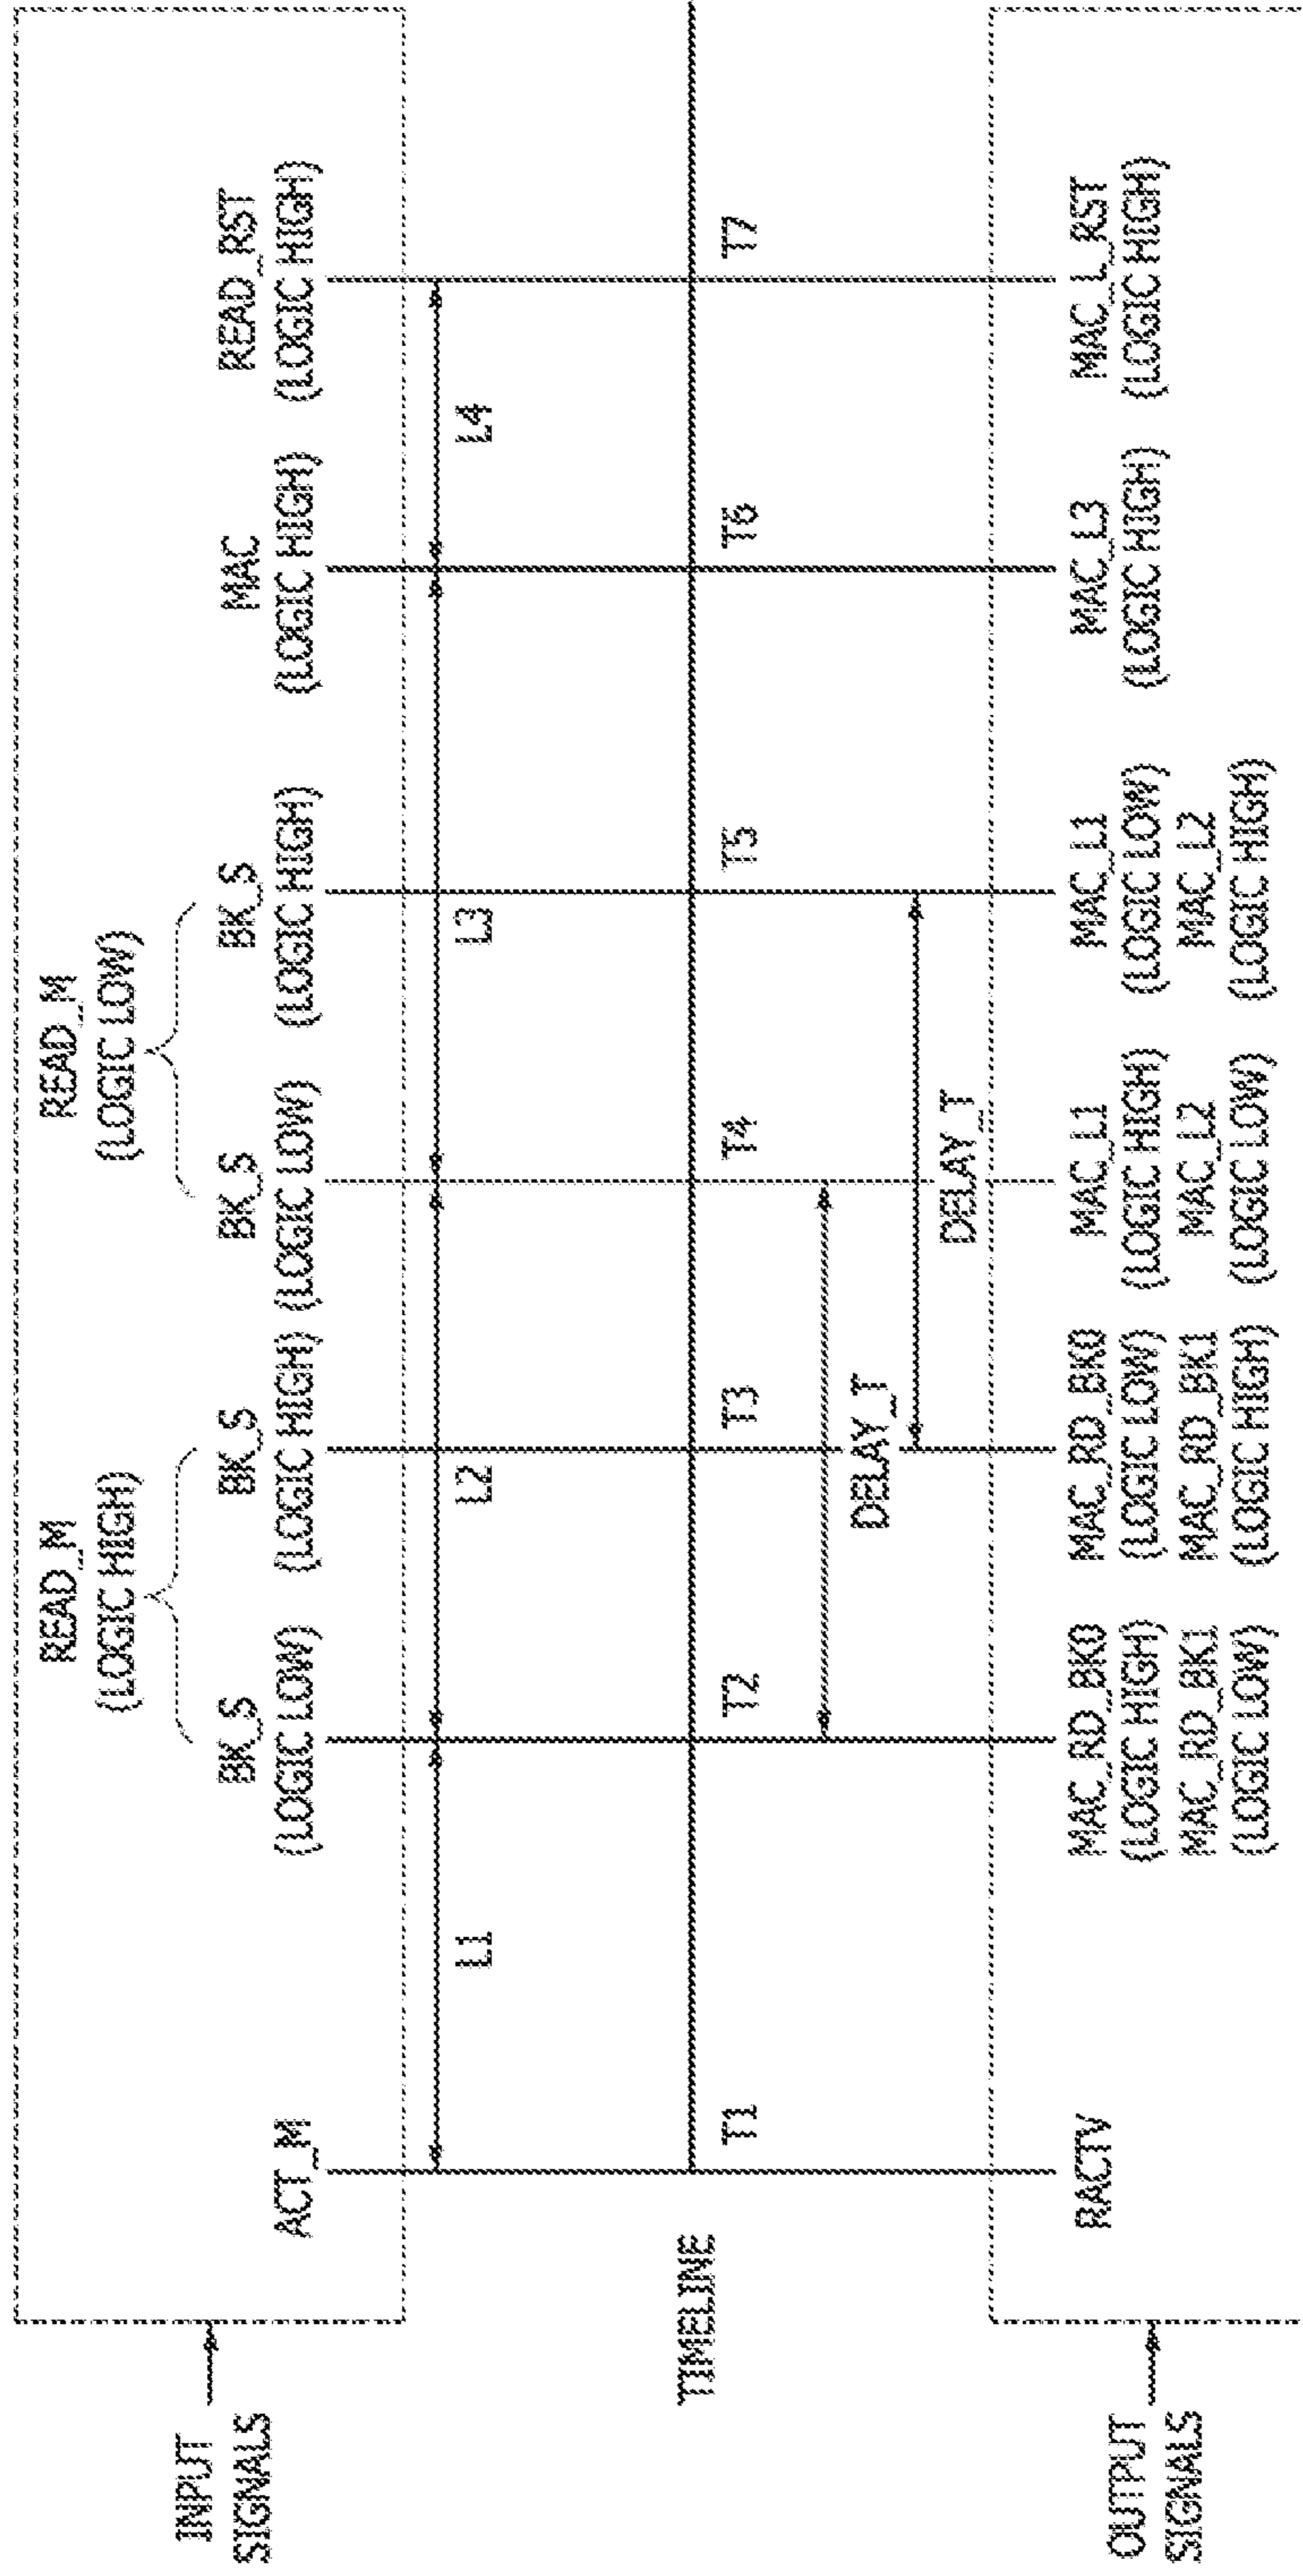 INPUT
SIGNALS
READ_M
(LOGIC HIGH)
READ_M
(LOGIC LOW)
ACT_M
BK_S
(LOGIC LOW)
BK_S
(LOGIC HIGH)
BK_S
(LOGIC LOW)
BK_S
(LOGIC HIGH)
MAC
(LOGIC HIGH)
READ_RST
(LOGIC HIGH)
L1
L2
L3
L4
TIMELINE
T1
T2
T3
T4
T5
T6
T7
DELAY_T
DELAY_T
OUTPUT
SIGNALS
RACTV
MAC_RD_BK0
(LOGIC HIGH)
MAC_RD_BK1
(LOGIC LOW)
MAC_RD_BK0
(LOGIC LOW)
MAC_RD_BK1
(LOGIC HIGH)
MAC_L1
(LOGIC HIGH)
MAC_L2
(LOGIC LOW)
MAC_L1
(LOGIC LOW)
MAC_L2
(LOGIC HIGH)
MAC_L3
(LOGIC HIGH)
MAC_L_RST
(LOGIC HIGH)